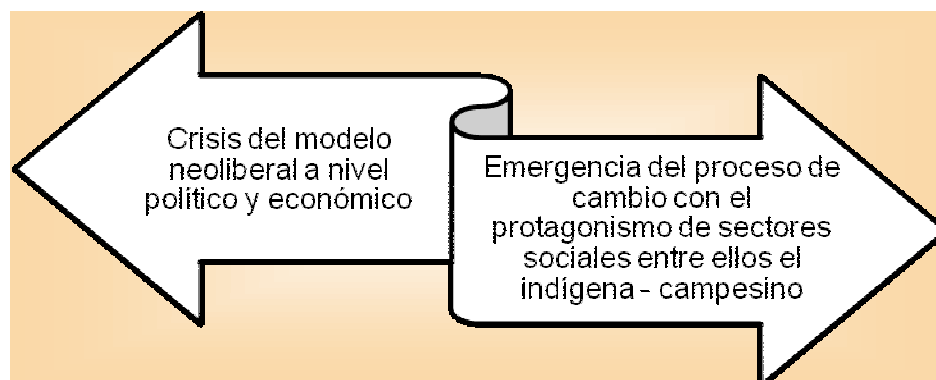 Crisis del modelo
neoliberal a nivel
político y económico
Emergencia del proceso de
cambio con el
protagonismo de sectores
sociales entre ellos el
indígena - campesino